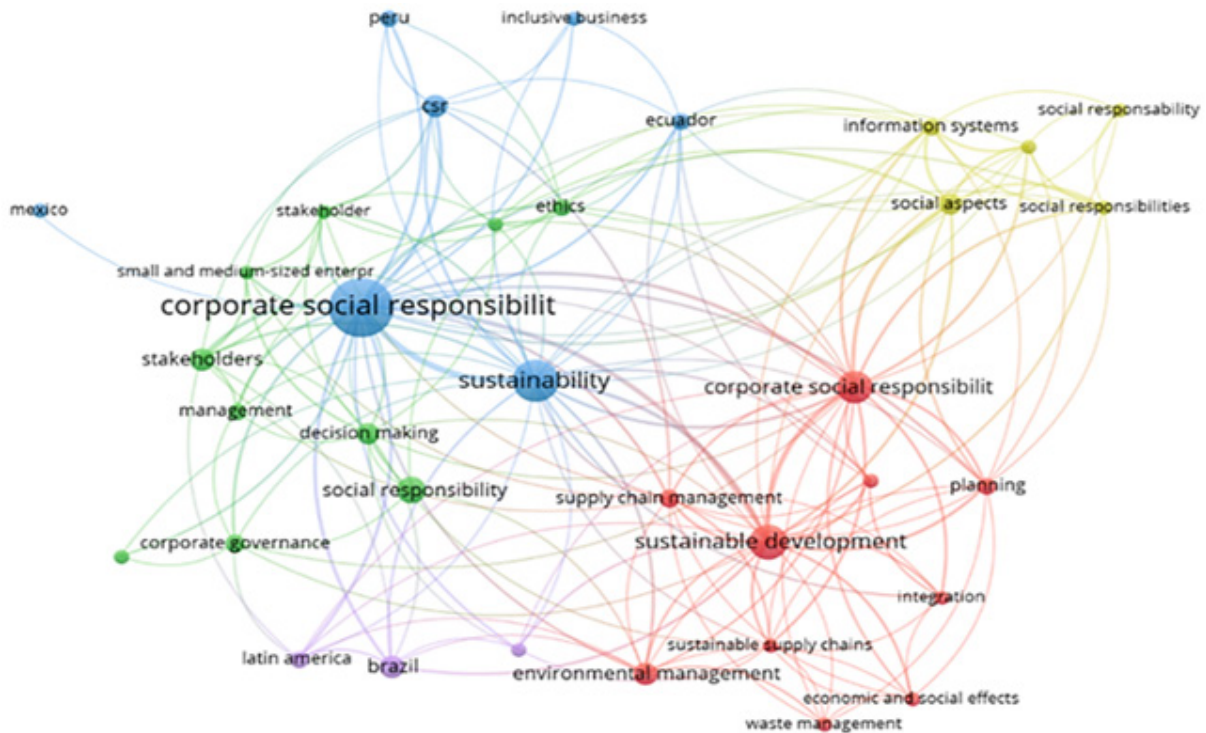 peru
inclusive business
csr
ecuador
information systems
social responsability
mexico
stakeholder
ethics
social aspects
social responsibilities
small and medium-sized enterpr
corporate social responsibilit
stakeholders
sustainability
corporate social responsibilit
management
decision making
social responsibility
supply chain management
planning
corporate governance
sustainable development
integration
latin america
brazil
sustainable supply chains
environmental management
economic and social effects
waste management